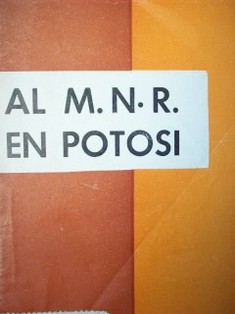 AL M. N. R.
EN POTOSI